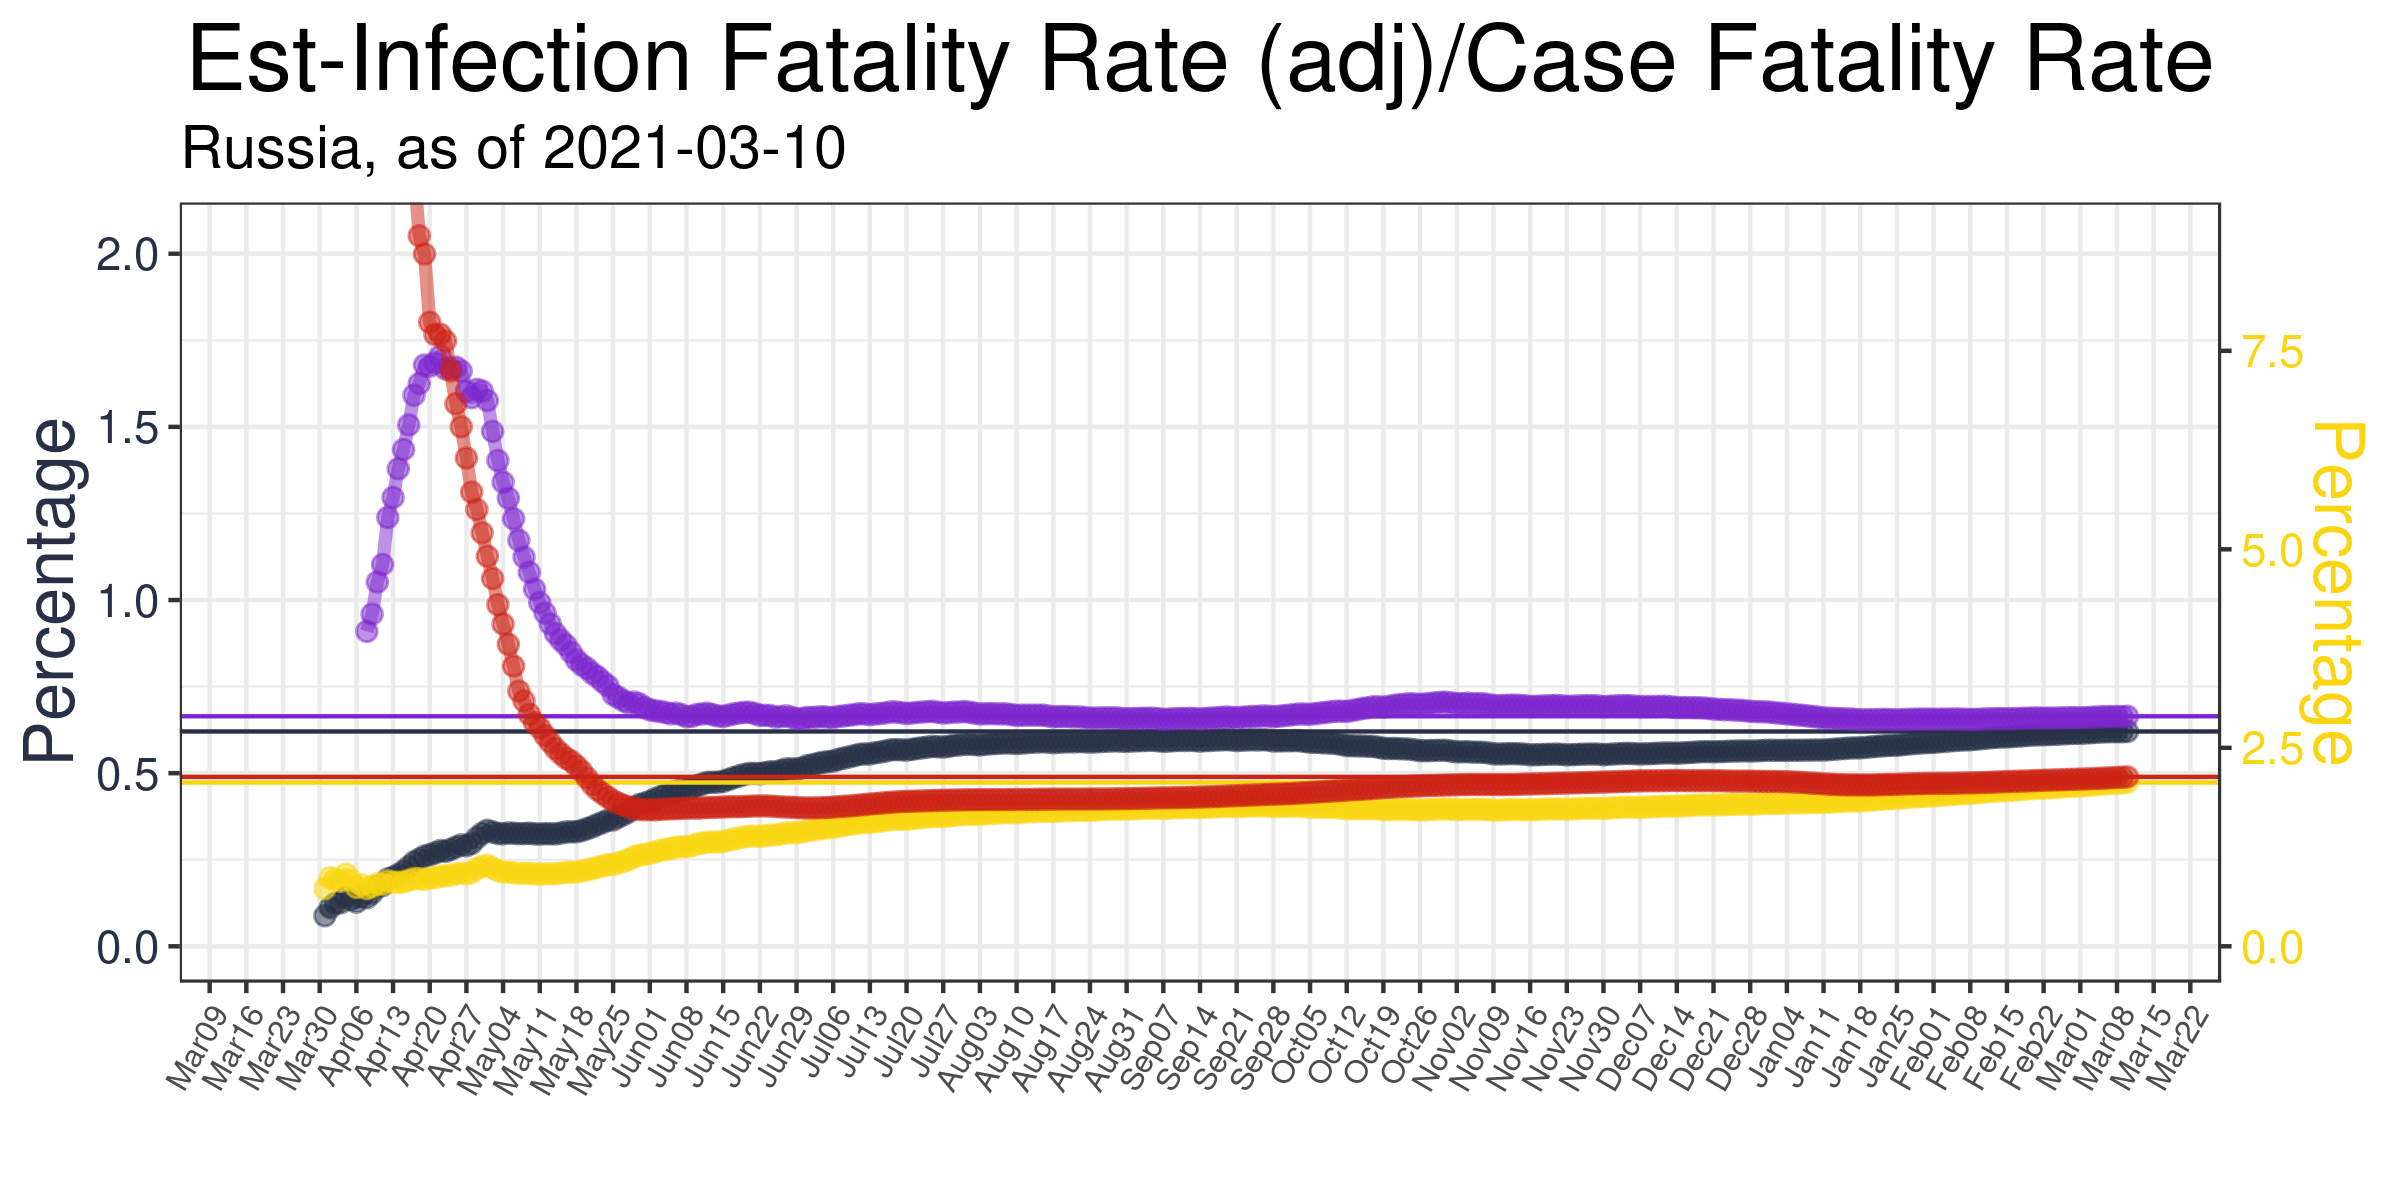 Est-Infection Fatality Rate (adj)/Case Fatality Rate
Russia, as of 2021-03-10
Percentage
2.0
1.5
1.0
0.5
0.0
7.5
5.0
2.5
0.0
Percentage
Mar09
Mar16
Mar23
Mar30
Apr06
Apr13
Apr20
Apr27
May04
May11
May18
May25
Jun01
Jun08
Jun15
Jun22
Jun29
Jul06
Jul13
Jul20
Jul27
Aug03
Aug10
Aug17
Aug24
Aug31
Sep07
Sep14
Sep21
Sep28
Oct05
Oct12
Oct19
Oct26
Nov02
Nov09
Nov16
Nov23
Nov30
Dec07
Dec14
Dec21
Dec28
Jan04
Jan11
Jan18
Jan25
Feb01
Feb08
Feb15
Feb22
Mar01
Mar08
Mar15
Mar22